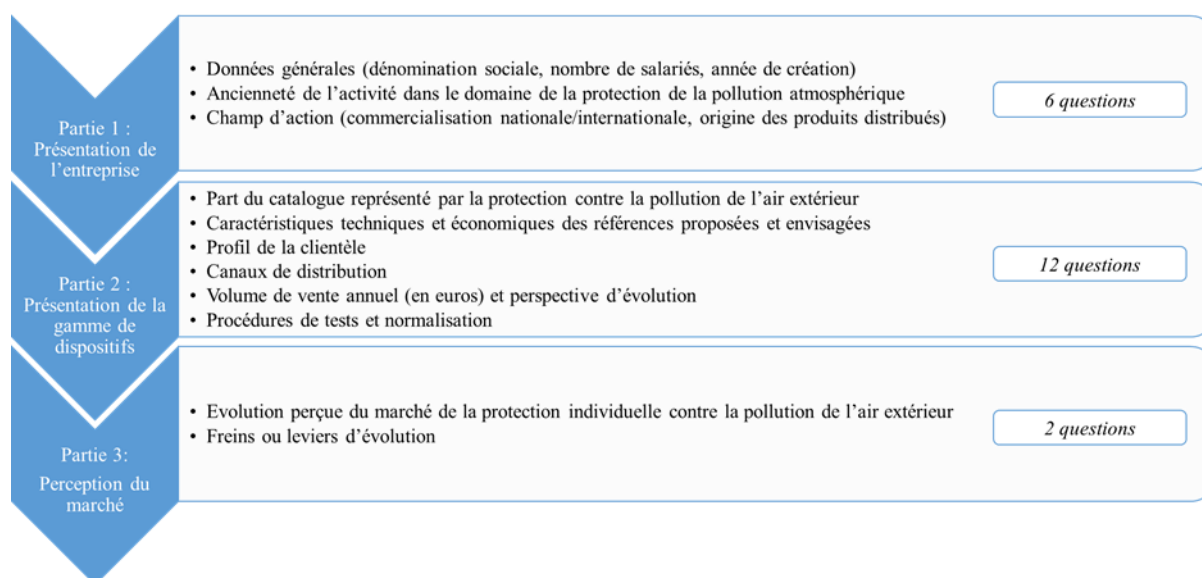 Partie 1 :
Présentation de
l'entreprise
• Données générales (dénomination sociale, nombre de salariés, année de création)
• Ancienneté de l'activité dans le domaine de la protection de la pollution atmosphérique
• Champ d'action (commercialisation nationale/internationale, origine des produits distribués)
6 questions
Partie 2 :
Présentation de la
gamme de
dispositifs
• Part du catalogue représenté par la protection contre la pollution de l'air extérieur
• Caractéristiques techniques et économiques des références proposées et envisagées
• Profil de la clientèle
• Canaux de distribution
• Volume de vente annuel (en euros) et perspective d'évolution
• Procédures de tests et normalisation
12 questions
Partie 3:
Perception du
marché
• Evolution perçue du marché de la protection individuelle contre la pollution de l'air extérieur
• Freins ou leviers d'évolution
2 questions